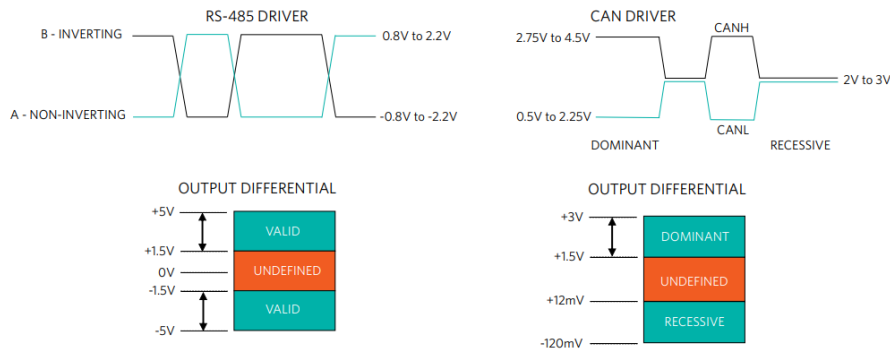 RS-485 DRIVER
B - INVERTING
0.8V to 2.2V
A - NON-INVERTING
-0.8V to -2.2V
CAN DRIVER
CANH
2.75V to 4.5V
2V to 3V
0.5V to 2.25V
CANL
DOMINANT
RECESSIVE
OUTPUT DIFFERENTIAL
+5V
VALID
+1.5V
0V
UNDEFINED
-1.5V
VALID
-5V
OUTPUT DIFFERENTIAL
+3V
DOMINANT
+1.5V
UNDEFINED
+12mV
RECESSIVE
-120mV